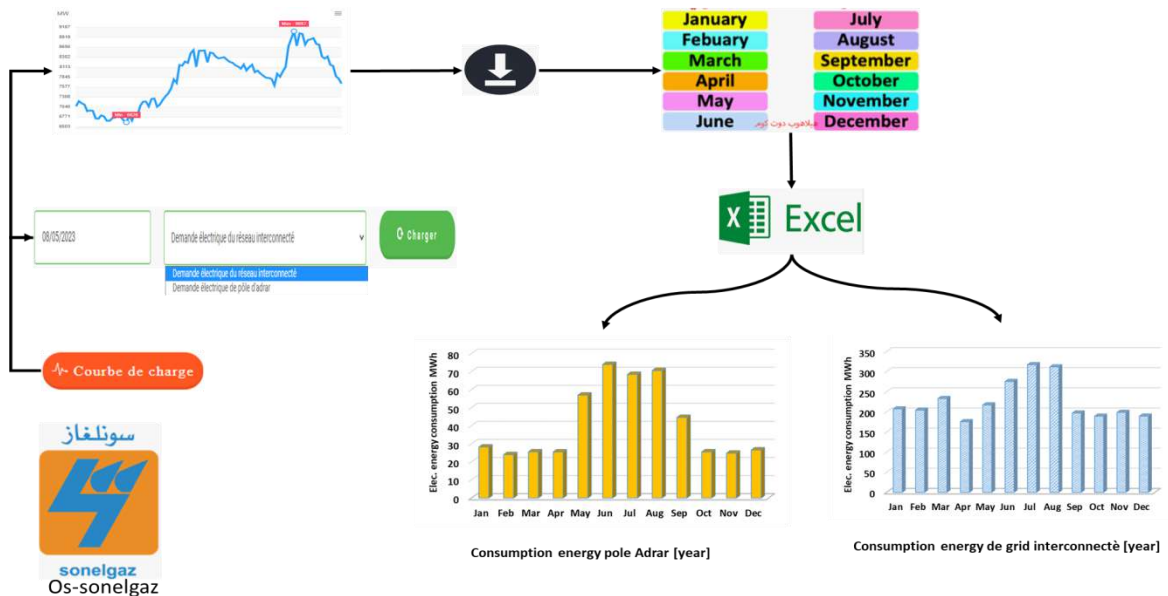 MW
January
July
Febuary
August
March
September
April
October
May
November
June
هيلاهوب دوت كوم
December
08/05/2023
Demande électrique du réseau interconnecté
Charger
Demande électrique du réseau interconnecté
Demande électrique de pôle d'adrar
X
Excel
Courbe de charge
سونلغاز
sonelgaz
Os-sonelgaz
Elec. energy consumption MWh
80
70
60
50
40
30
20
10
0
Jan Feb Mar Apr May Jun Jul Aug Sep Oct Nov Dec
Consumption energy pole Adrar [year]
Elec. energy consumption MWh
350
300
250
200
150
100
50
0
Jan Feb Mar Apr May Jun Jul Aug Sep Oct Nov Dec
Consumption energy de grid interconnectè [year]